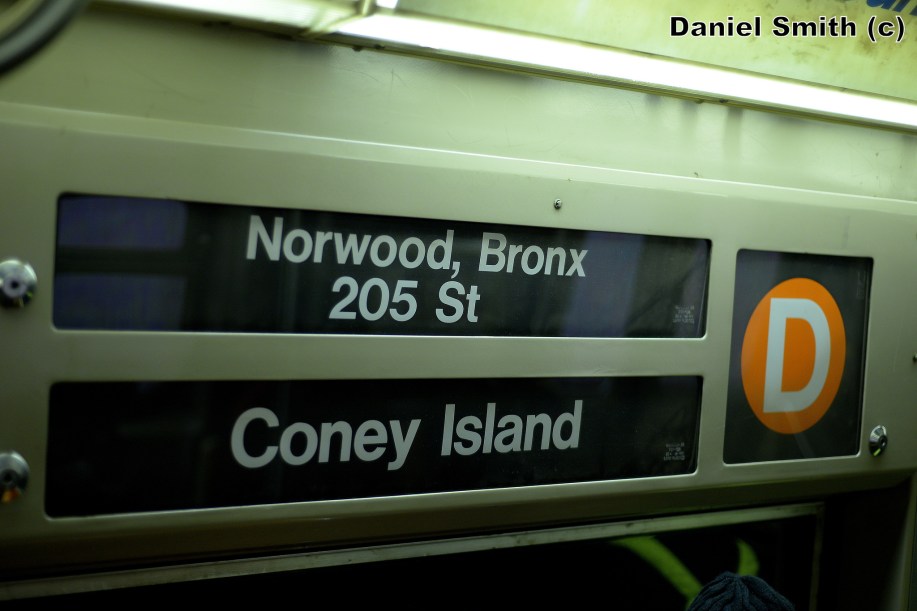 Daniel Smith (c)
Norwood, Bronx
205 St
D
Coney Island